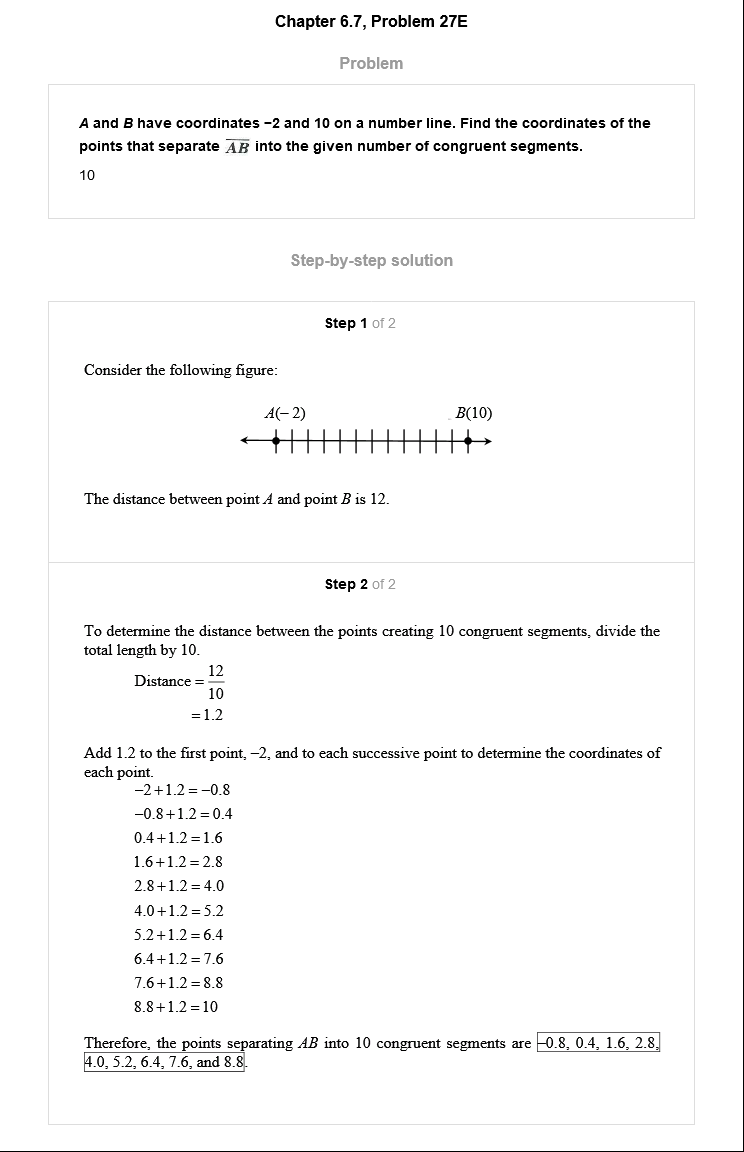 Chapter 6.7, Problem 27E
Problem
A and B have coordinates −2 and 10 on a number line. Find the coordinates of the
points that separate A̅B̅ into the given number of congruent segments.
10
Step-by-step solution
Step 1 of 2
Consider the following figure:
A(−2) B(10)
The distance between point A and point B is 12.
Step 2 of 2
To determine the distance between the points creating 10 congruent segments, divide the
total length by 10.
Distance = 12/10
= 1.2
Add 1.2 to the first point, −2, and to each successive point to determine the coordinates of
each point.
−2+1.2 = −0.8
−0.8+1.2 = 0.4
0.4+1.2 = 1.6
1.6+1.2 = 2.8
2.8+1.2 = 4.0
4.0+1.2 = 5.2
5.2+1.2 = 6.4
6.4+1.2 = 7.6
7.6+1.2 = 8.8
8.8+1.2 = 10
Therefore, the points separating AB into 10 congruent segments are −0.8, 0.4, 1.6, 2.8,
4.0, 5.2, 6.4, 7.6, and 8.8.